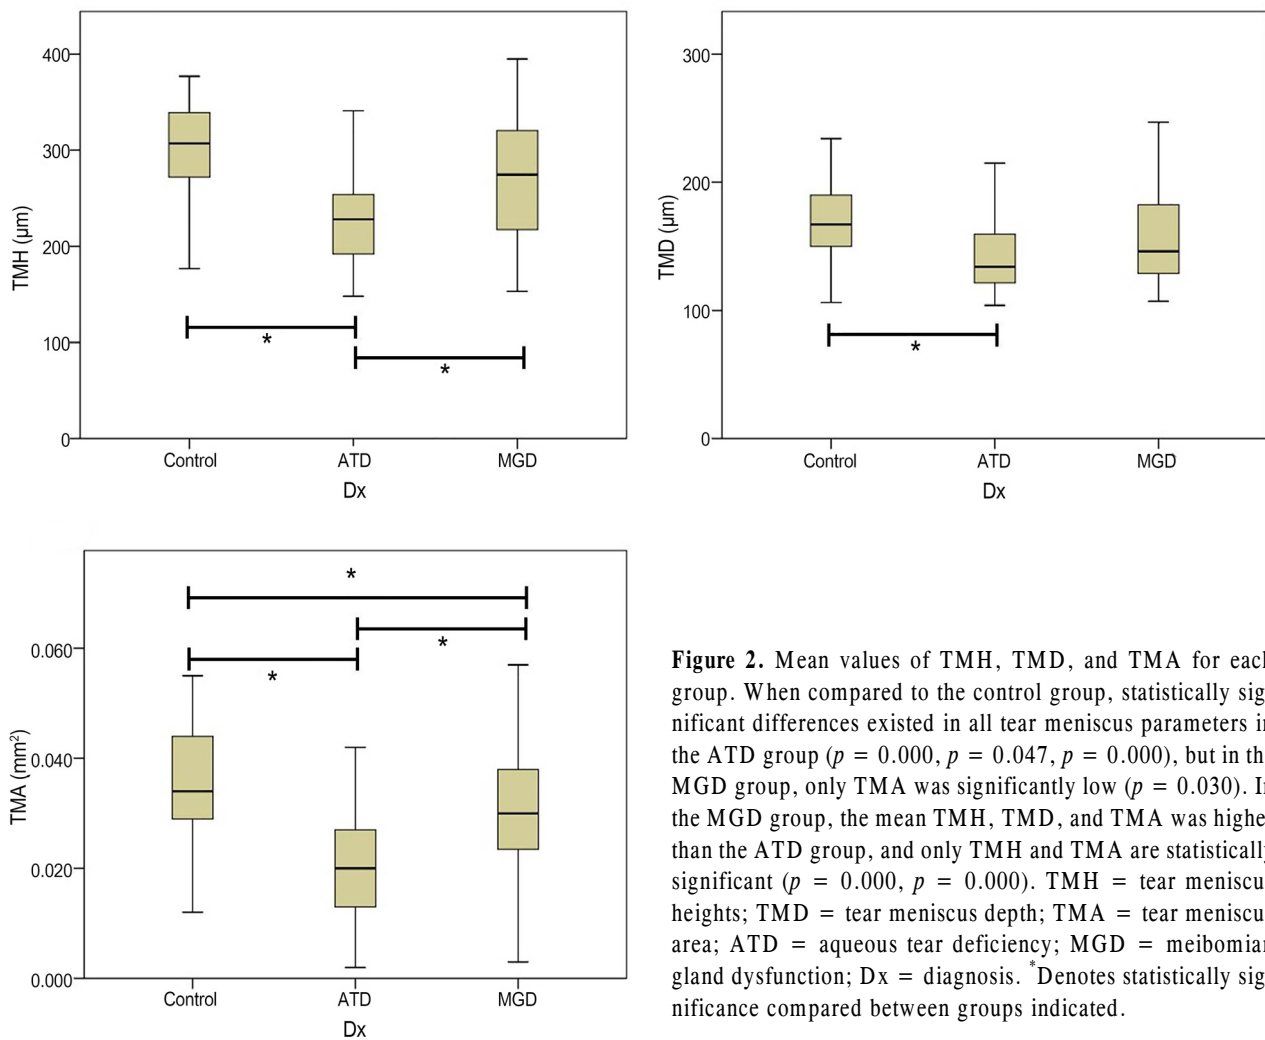 400
300
200
100
0
TMH (µm)
*
*
Control ATD MGD
Dx
300
200
100
0
TMD (µm)
*
Control ATD MGD
Dx
0.060
0.040
0.020
0.000
TMA (mm²)
*
*
*
Control ATD MGD
Dx
Figure 2. Mean values of TMH, TMD, and TMA for each
group. When compared to the control group, statistically sig
nificant differences existed in all tear meniscus parameters in
the ATD group (p = 0.000, p = 0.047, p = 0.000), but in th
MGD group, only TMA was significantly low (p = 0.030). In
the MGD group, the mean TMH, TMD, and TMA was highe
than the ATD group, and only TMH and TMA are statistically
significant (p = 0.000, p = 0.000). TMH = tear meniscu
heights; TMD = tear meniscus depth; TMA = tear meniscu
area; ATD = aqueous tear deficiency; MGD = meibomian
gland dysfunction; Dx = diagnosis. *Denotes statistically sig
nificance compared between groups indicated.